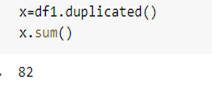 x=df1.duplicated()
x.sum()
82